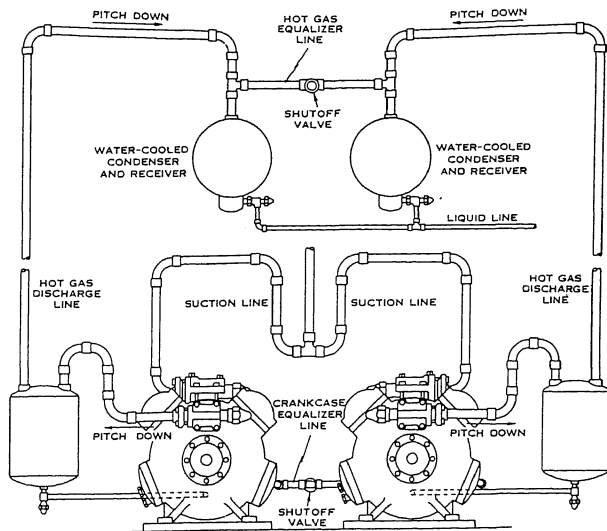 PITCH DOWN
PITCH DOWN
HOT GAS
EQUALIZER
LINE
SHUTOFF
VALVE
WATER-COOLED
CONDENSER
AND RECEIVER
WATER-COOLED
CONDENSER
AND RECEIVER
LIQUID LINE
HOT GAS
DISCHARGE
LINE
SUCTION LINE
SUCTION LINE
HOT GAS
DISCHARGE
LINE
CRANKCASE
EQUALIZER
LINE
PITCH DOWN
PITCH DOWN
SHUTOFF
VALVE